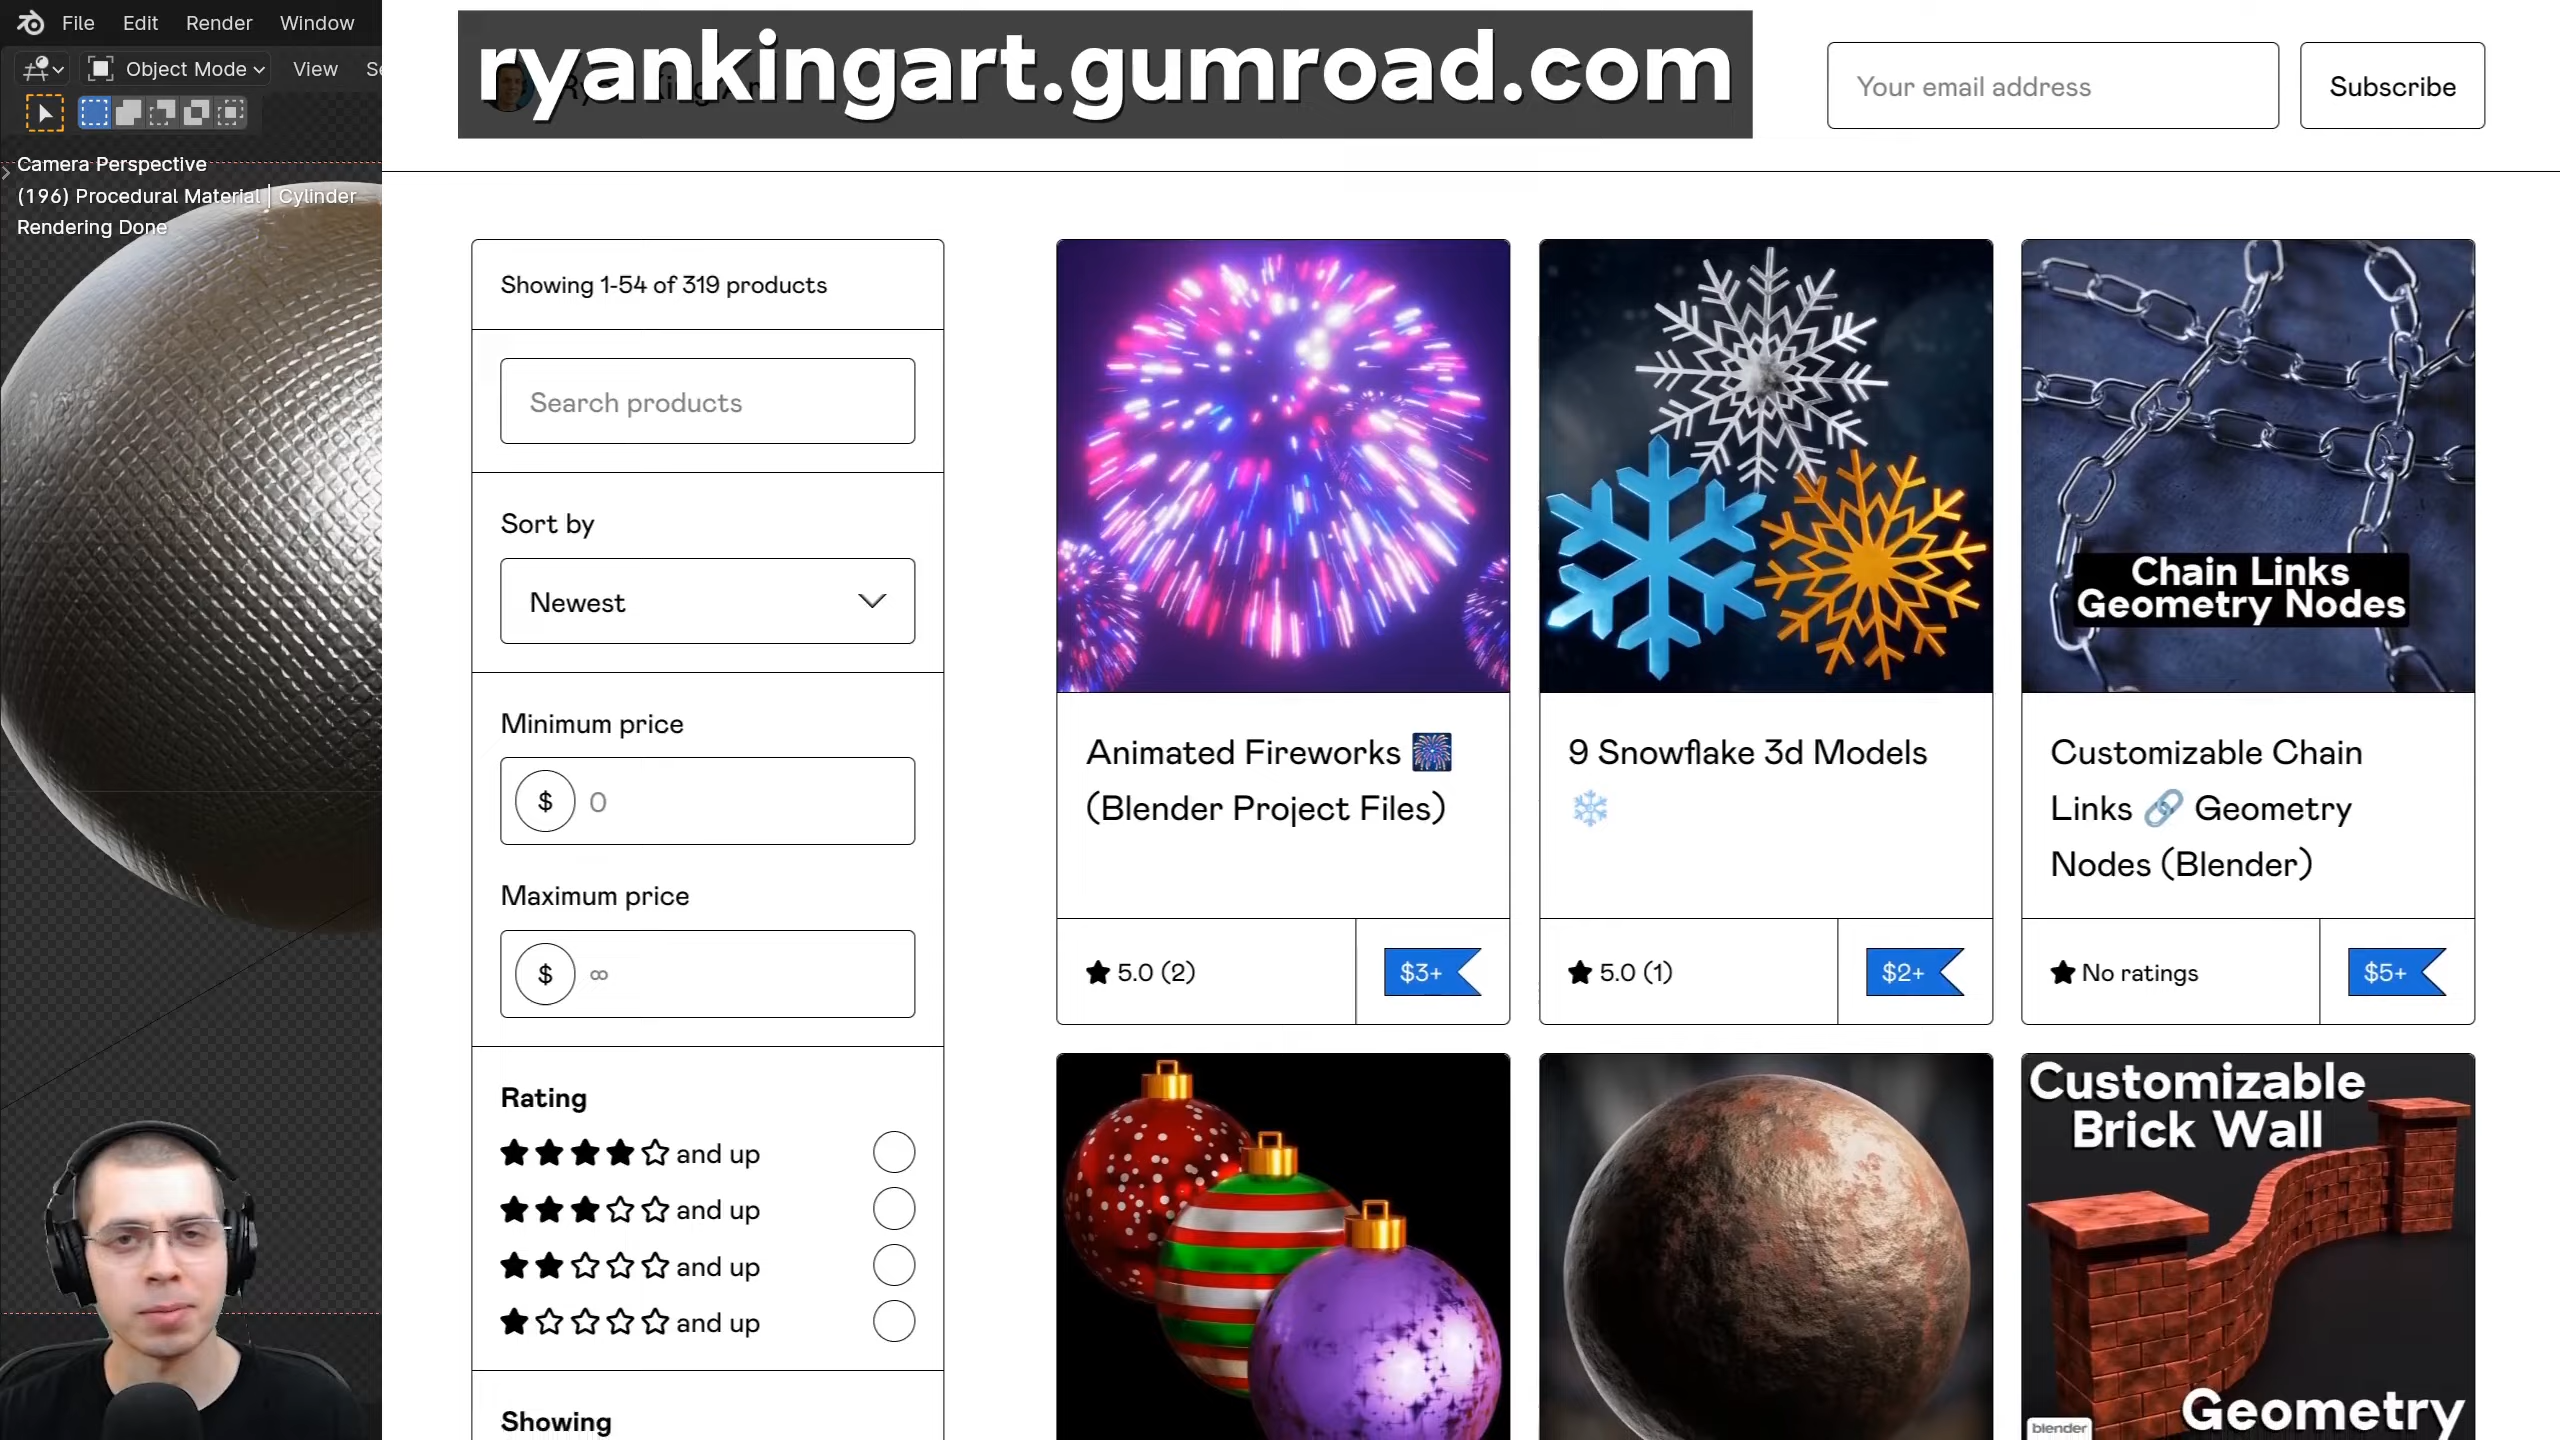 File Edit Render Window
Object Mode View
Camera Perspective
(196) Procedural Material | Cylinder
Rendering Done
ryankingart.gumroad.com
Your email address
Subscribe
Showing 1-54 of 319 products
Search products
Sort by
Newest
Minimum price
$ 0
Maximum price
$ ∞
Rating
and up
and up
and up
and up
Showing
Chain Links
Geometry Nodes
Animated Fireworks 🎆
(Blender Project Files)
5.0 (2)
$3+
9 Snowflake 3d Models
❄️
5.0 (1)
$2+
Customizable Chain
Links 🔗 Geometry
Nodes (Blender)
No ratings
$5+
Customizable
Brick Wall
Geometry
blender